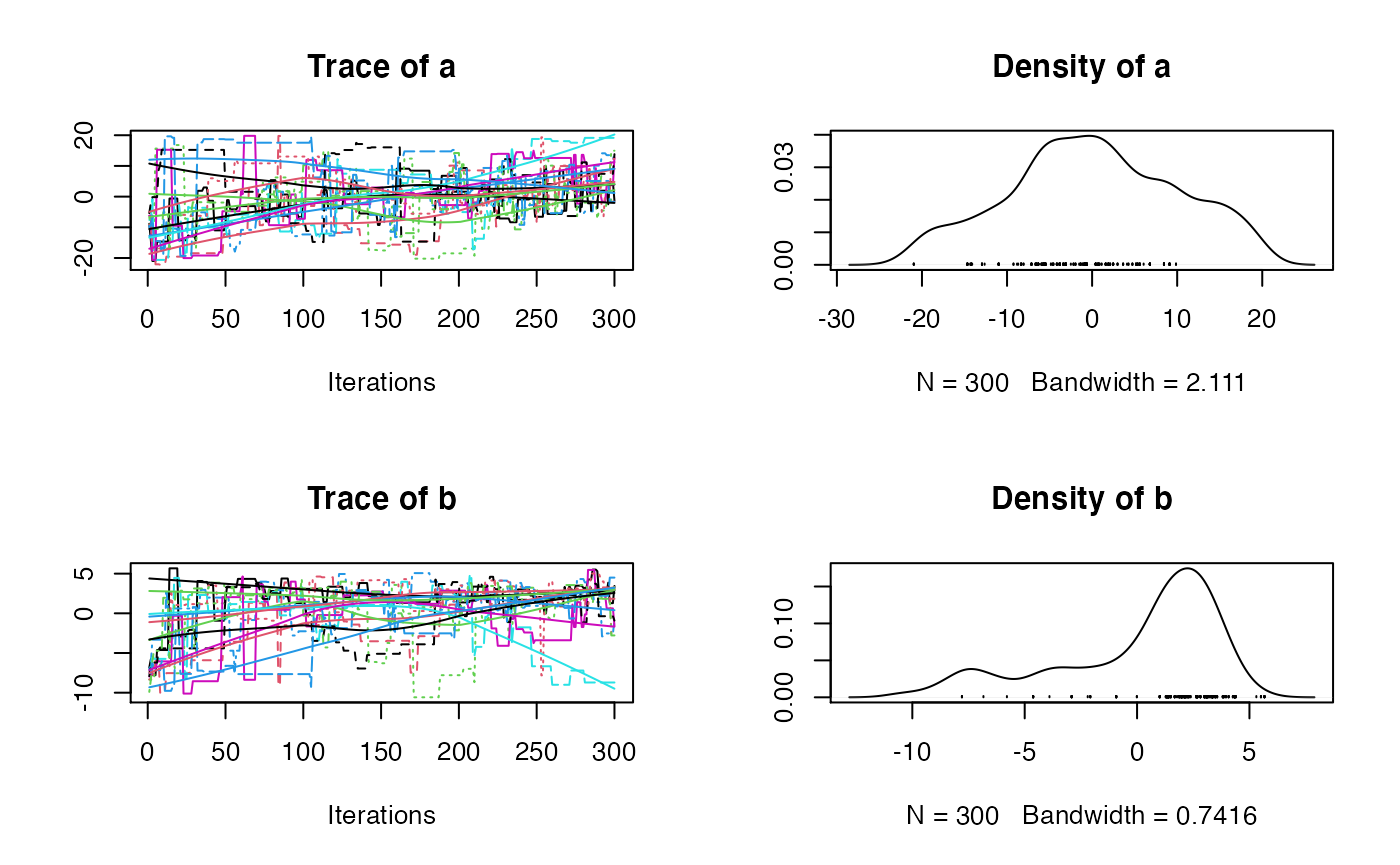 Trace of a
20
0
-20
0 50 100 150 200 250 300
Iterations
Density of a
0.03
0.00
-30 -20 -10 0 10 20
N = 300 Bandwidth = 2.111
Trace of b
5
0
-10
0 50 100 150 200 250 300
Iterations
Density of b
0.10
0.00
-10 -5 0 5
N = 300 Bandwidth = 0.7416